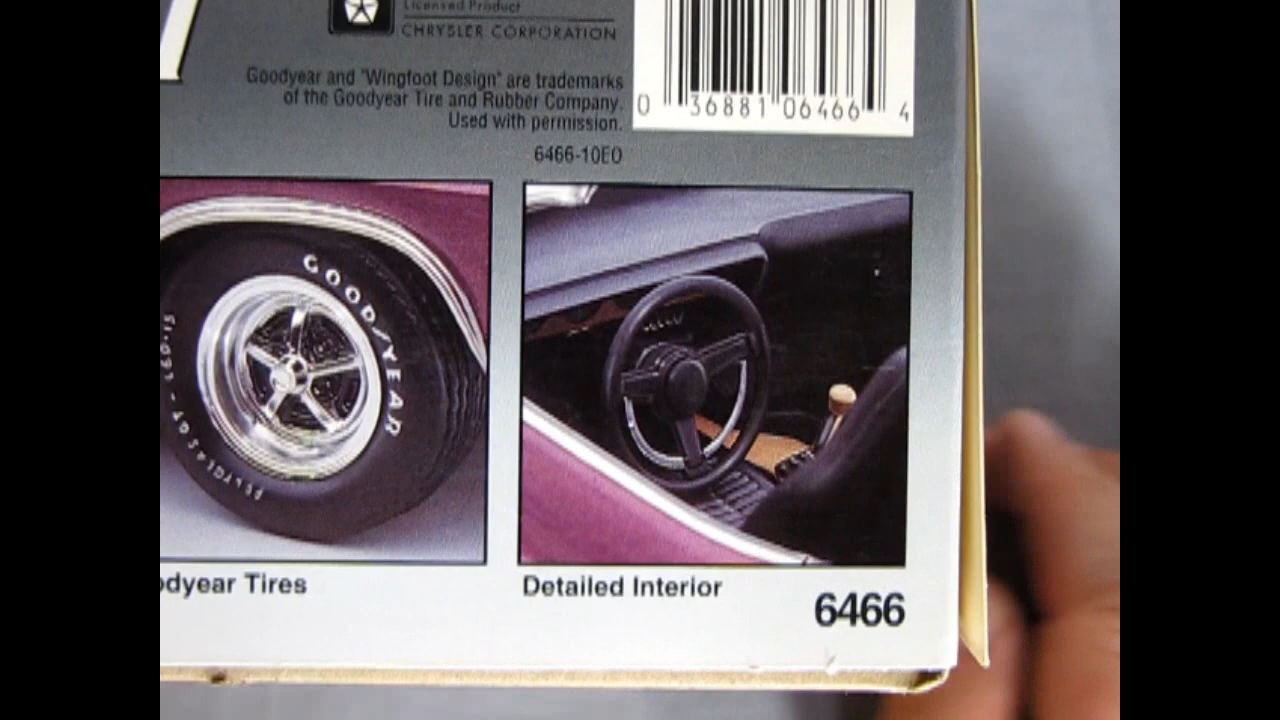 Licensed Product
CHRYSLER CORPORATION
Goodyear and "Wingfoot Design" are trademarks
of the Goodyear Tire and Rubber Company.
Used with permission.
6466-10EO
0 36881 06466 4
GOODYEAR
POLYGLAS GT
odyear Tires
Detailed Interior
6466